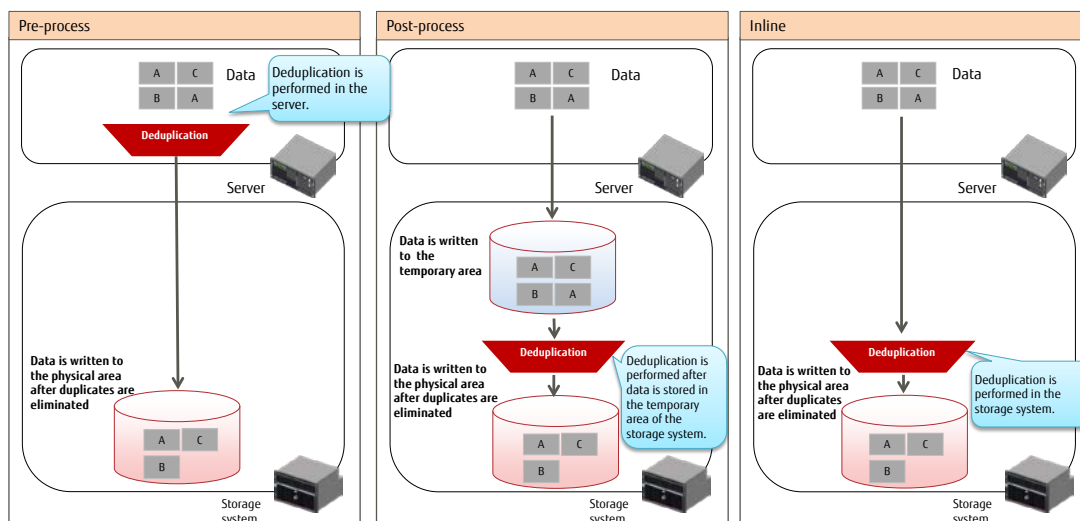 Pre-process
A C
Data
B A
Deduplication is
performed in the
server.
Deduplication
Server
Data is written to
the physical area
after duplicates are
eliminated
A C
B
Storage
system
Post-process
A C
Data
B A
Server
Data is written
to the
temporary area
A C
B A
Deduplication
Deduplication is
performed after
data is stored in
the temporary
area of the
storage system.
Data is written to
the physical area
after duplicates are
eliminated
A C
B
Storage
system
Inline
A C
Data
B A
Server
Deduplication
Deduplication is
performed in the
storage system.
Data is written to
the physical area
after duplicates
are eliminated
A C
B
Storage
system